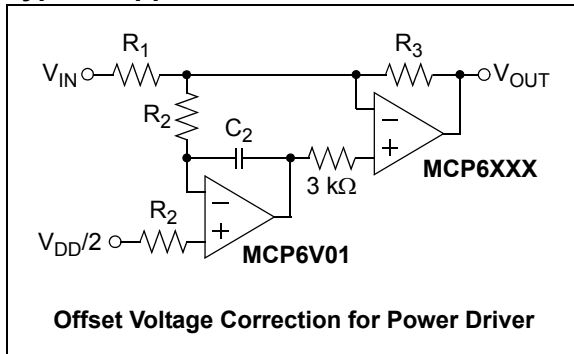 R1
R3
VIN
VOUT
R2
C2
3 kΩ
MCP6XXX
R2
VDD/2
MCP6V01
Offset Voltage Correction for Power Driver